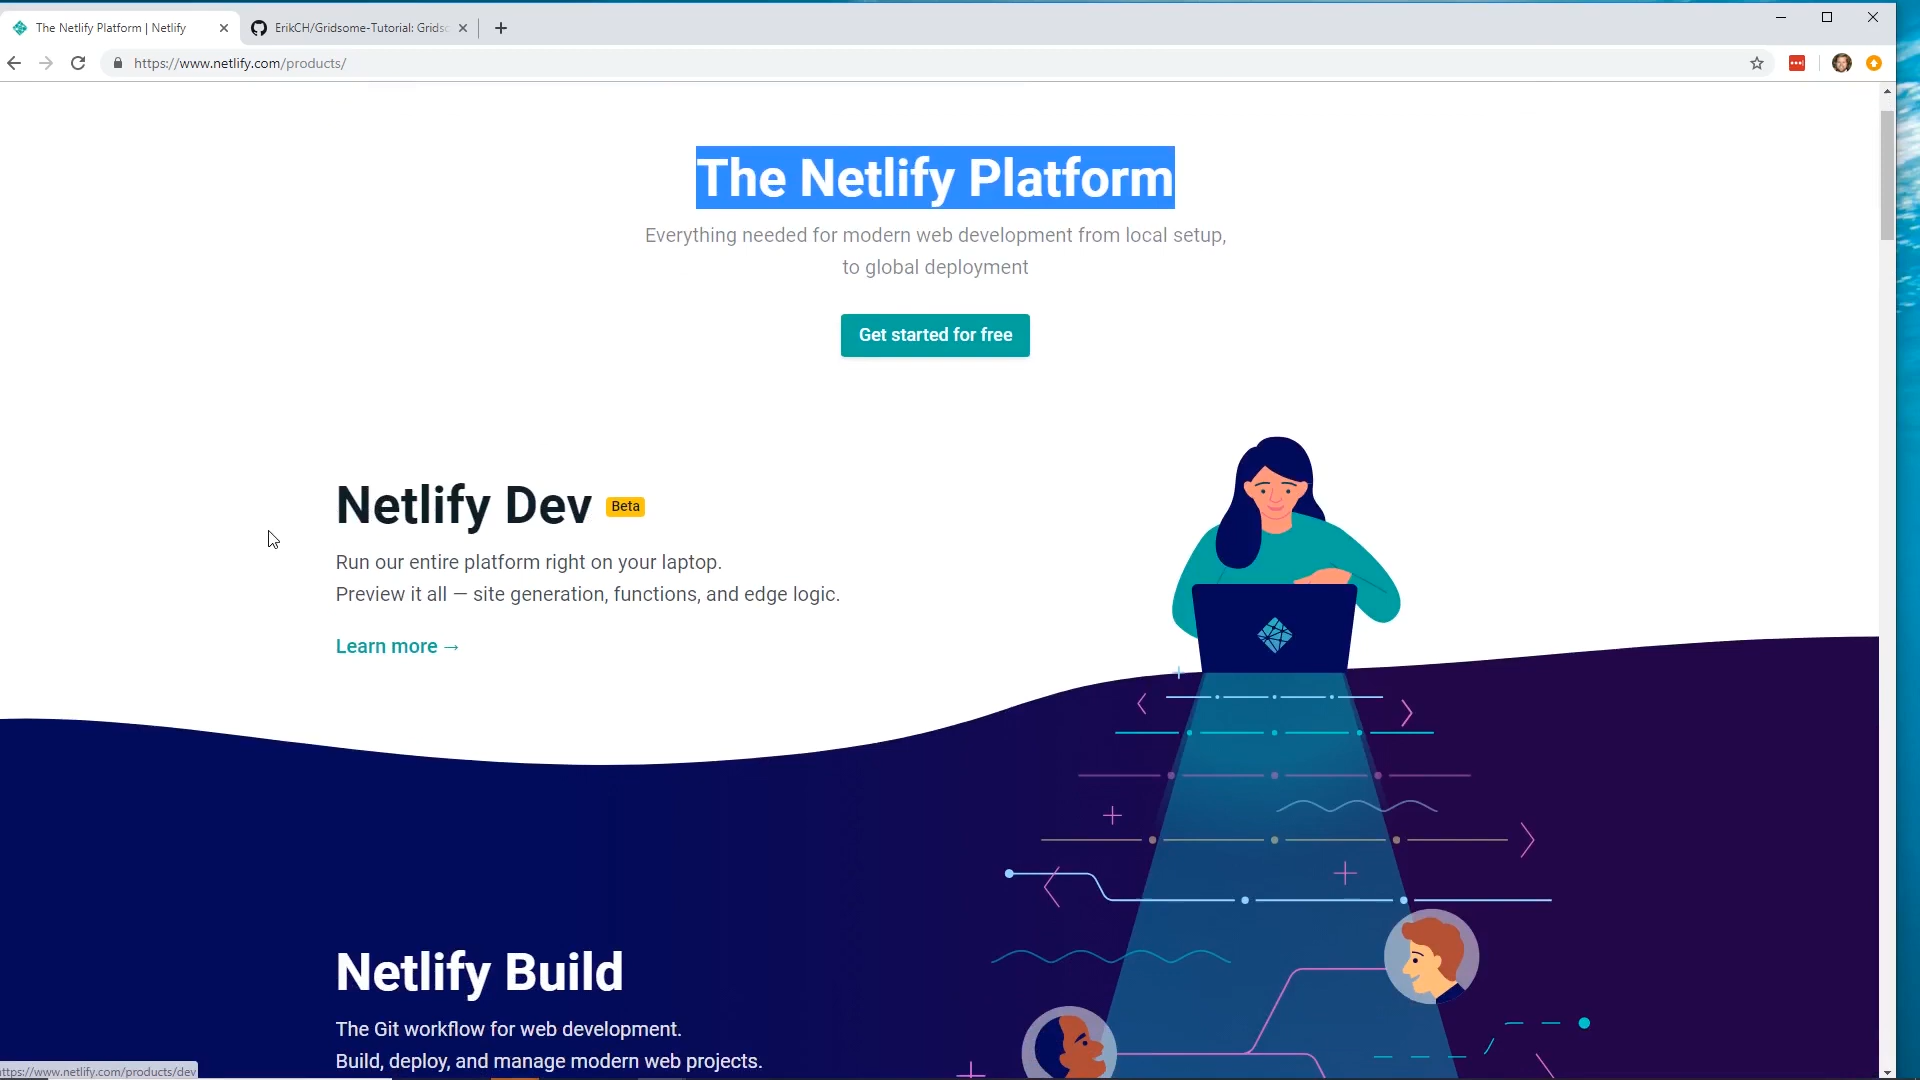 The Netlify Platform | Netlify
ErikCH/Gridsome-Tutorial: Gridso
https://www.netlify.com/products/
The Netlify Platform
Everything needed for modern web development from local setup,
to global deployment
Get started for free
Netlify Dev Beta
Run our entire platform right on your laptop.
Preview it all — site generation, functions, and edge logic.
Learn more →
Netlify Build
The Git workflow for web development.
Build, deploy, and manage modern web projects.
https://www.netlify.com/products/dev